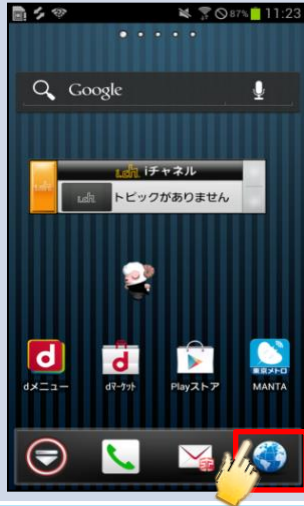 87% 11:23
Google
iチャネル
トピックがありません
dメニュー
dマーケット
Playストア
東京メトロ
MANTA